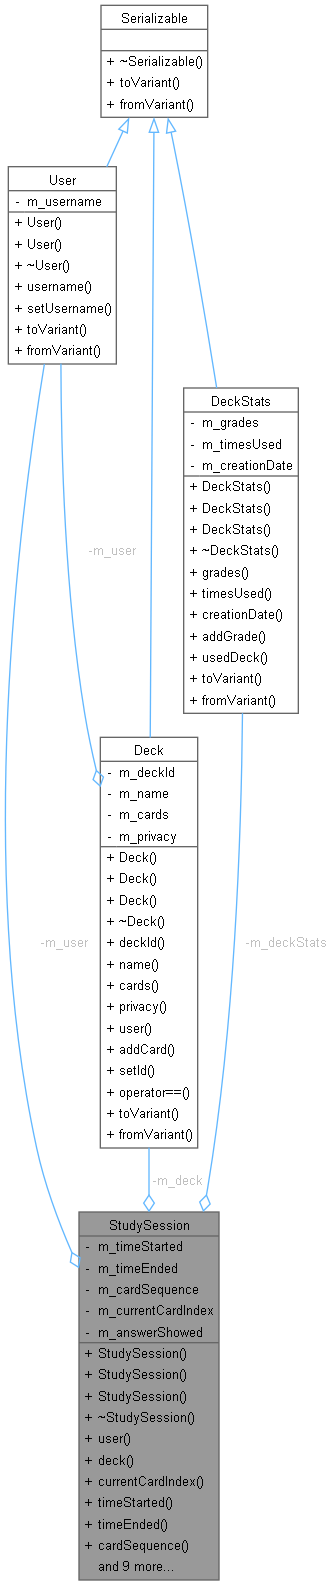 Serializable
+ ~Serializable()
+ toVariant()
+ fromVariant()
User
- m_username
+ User()
+ User()
+ ~User()
+ username()
+ setUsername()
+ toVariant()
+ fromVariant()
DeckStats
- m_grades
- m_timesUsed
- m_creationDate
+ DeckStats()
+ DeckStats()
+ DeckStats()
+ ~DeckStats()
+ grades()
+ timesUsed()
+ creationDate()
+ addGrade()
+ usedDeck()
+ toVariant()
+ fromVariant()
-m_user
Deck
- m_deckId
- m_name
- m_cards
- m_privacy
+ Deck()
+ Deck()
+ Deck()
+ ~Deck()
+ deckId()
+ name()
+ cards()
+ privacy()
+ user()
+ addCard()
+ setId()
+ operator==()
+ toVariant()
+ fromVariant()
-m_user
-m_deckStats
-m_deck
StudySession
- m_timeStarted
- m_timeEnded
- m_cardSequence
- m_currentCardIndex
- m_answerShowed
+ StudySession()
+ StudySession()
+ StudySession()
+ ~StudySession()
+ user()
+ deck()
+ currentCardIndex()
+ timeStarted()
+ timeEnded()
+ cardSequence()
and 9 more...